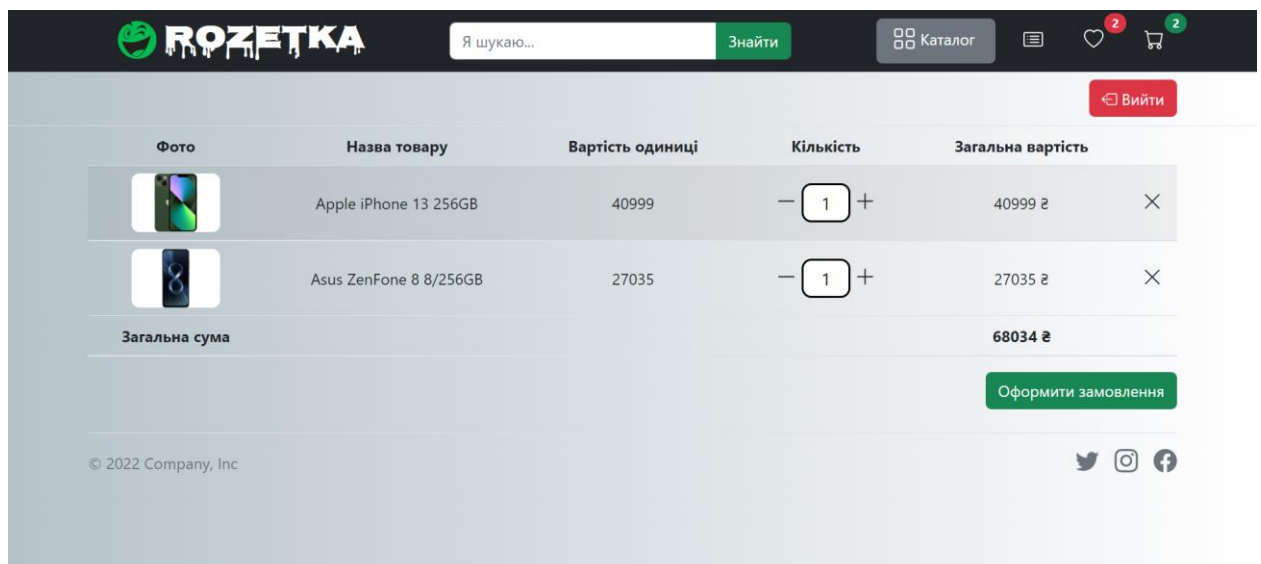 ROZETKA Я шукаю... Знайти Каталог 2 2
Вийти
Фото Назва товару Вартість одиниці Кількість Загальна вартість
Apple iPhone 13 256GB 40999 1 40999 ₴
Asus ZenFone 8 8/256GB 27035 1 27035 ₴
Загальна сума 68034 ₴
Оформити замовлення
© 2022 Company, Inc